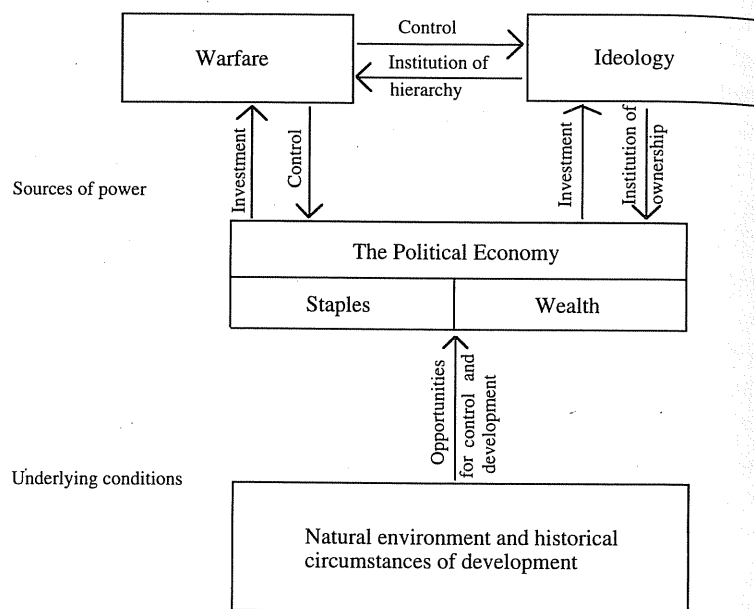 Control
Warfare
Institution of
hierarchy
Ideology
Investment
Control
Investment
Institution of
ownership
Sources of power
The Political Economy
Staples
Wealth
Opportunities
for control and
development
Underlying conditions
Natural environment and historical
circumstances of development